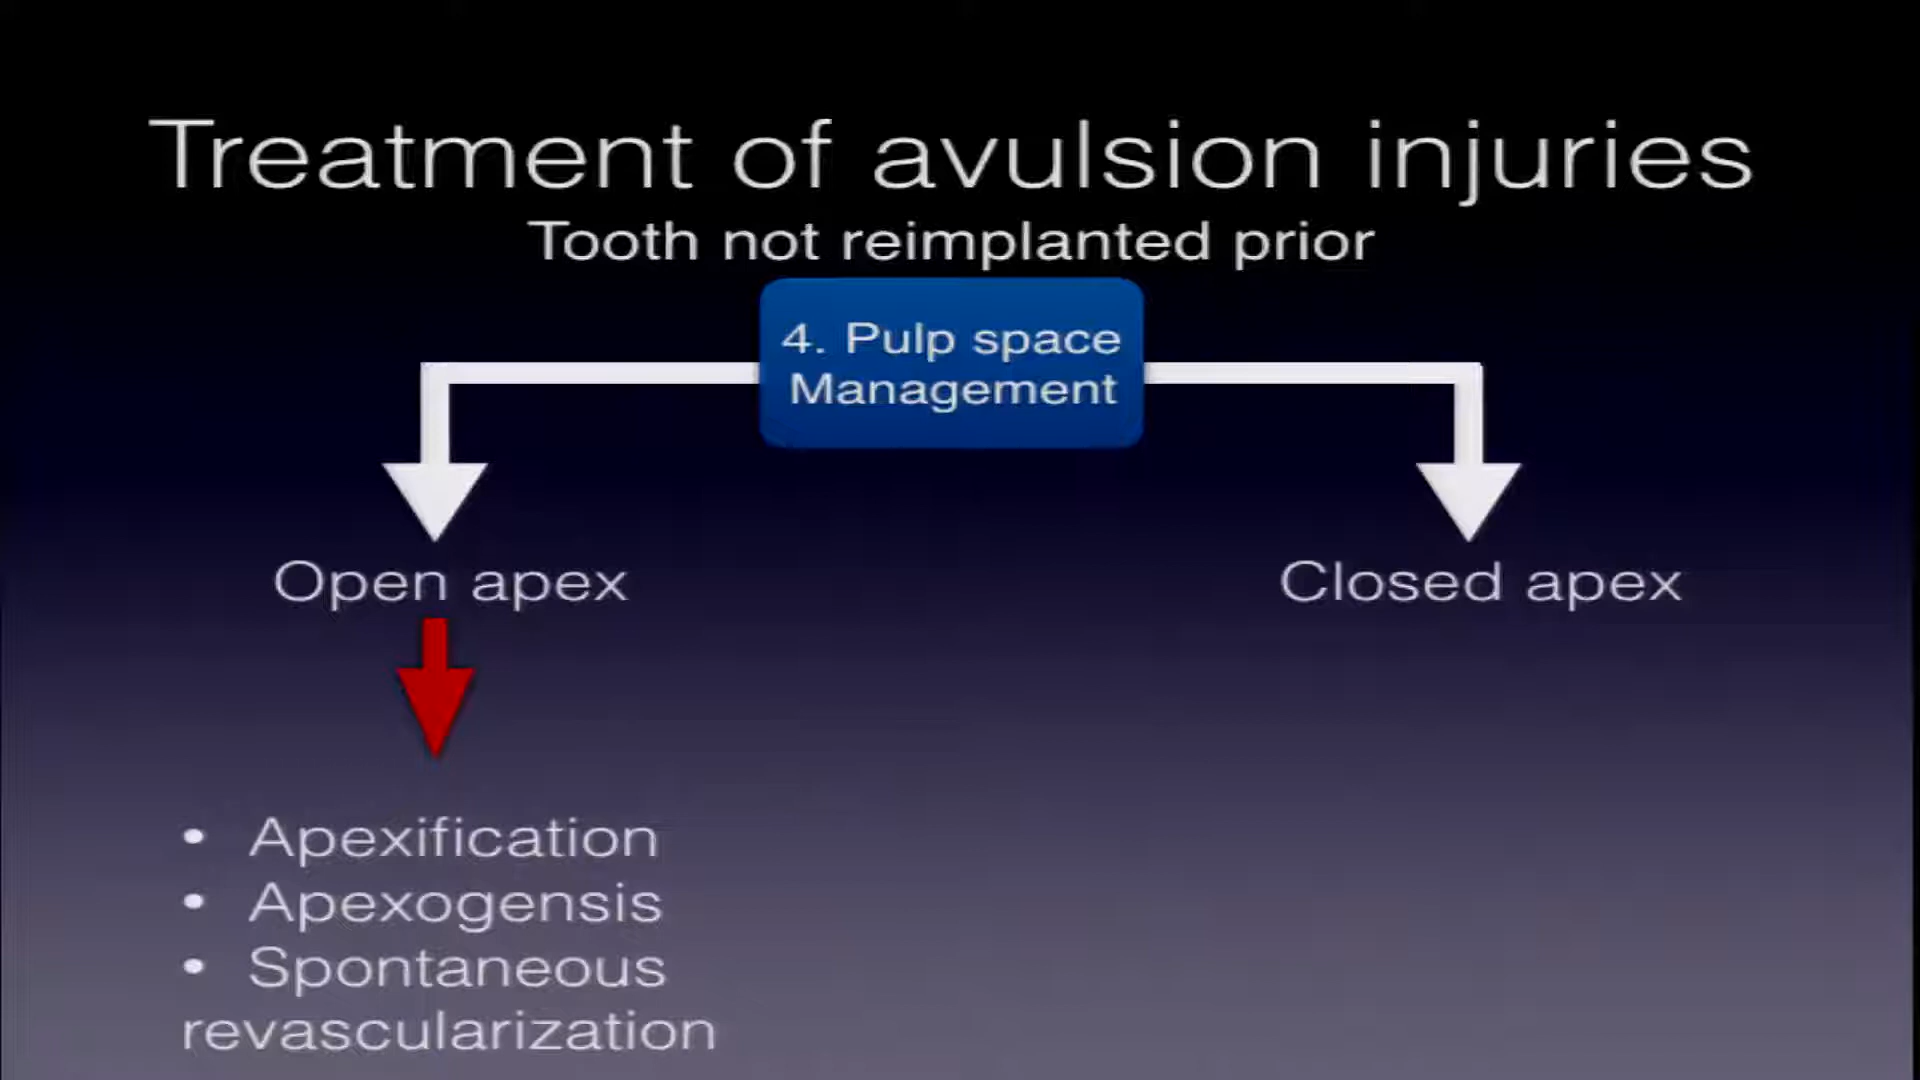 Treatment of avulsion injuries
Tooth not reimplanted prior
4. Pulp space
Management
Open apex
Closed apex
• Apexification
• Apexogensis
• Spontaneous
revascularization